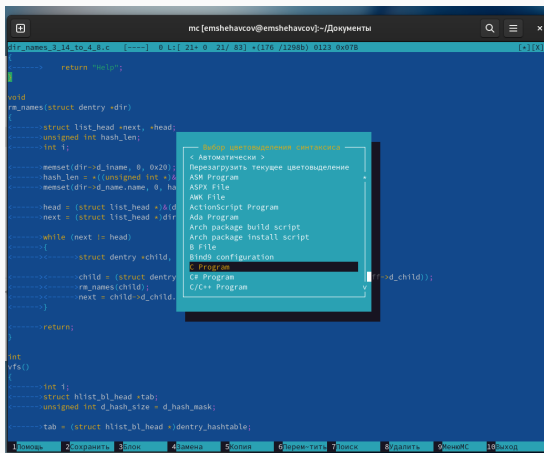 mc [emshehavcov@emshehavcov]:~/Документы
dir_names_3_14_to_4_8.c [----] 0 L:[ 21+ 0 21/ 83] *(176 /1298b) 0123 0x07B [*][X]
{
<------> return "Help";
}
void
rm_names(struct dentry *dir)
{
<------>struct list_head *next, *head;
<------>unsigned int hash_len;
<------>int i;
<------>memset(dir->d_iname, 0, 0x20);
<------>hash_len = *((unsigned int *)&
<------>memset(dir->d_name.name, 0, ha
<------>head = (struct list_head *)&(d
<------>next = (struct list_head *)dir
<------>while (next != head)
<------>{
<------><------>struct dentry *child,
<------><------>child = (struct dentry
->d_child));
<------><------>rm_names(child);
<------><------>next = child->d_child.
<------>}
<------>return;
}
int
vfs()
{
<------>int i;
<------>struct hlist_bl_head *tab;
<------>unsigned int d_hash_size = d_hash_mask;
<------>tab = (struct hlist_bl_head *)dentry_hashtable;
Выбор цветовыделения синтаксиса
< Автоматически >
Перезагрузить текущее цветовыделение
ASM Program
ASPX File
AWK File
ActionScript Program
Ada Program
Arch package build script
Arch package install script
B File
Bind9 configuration
C Program
C# Program
C/C++ Program
1Помощь 2Сохранить 3Блок 4Замена 5Копия 6Перем-тить 7Поиск 8Удалить 9МенюMC 10Выход